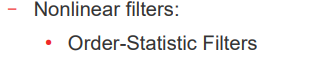 – Nonlinear filters:
• Order-Statistic Filters